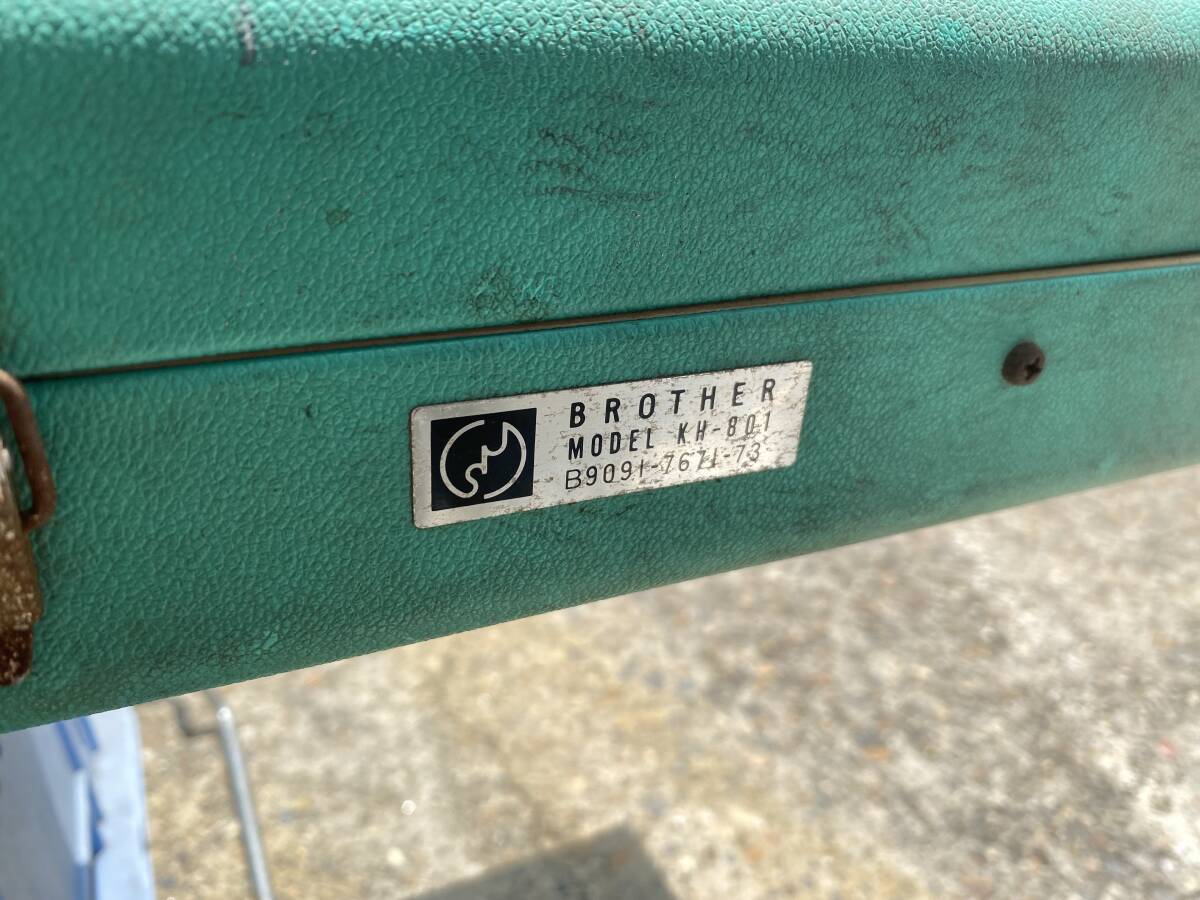 BROTHER
MODEL KH-801
B9091-7671-73